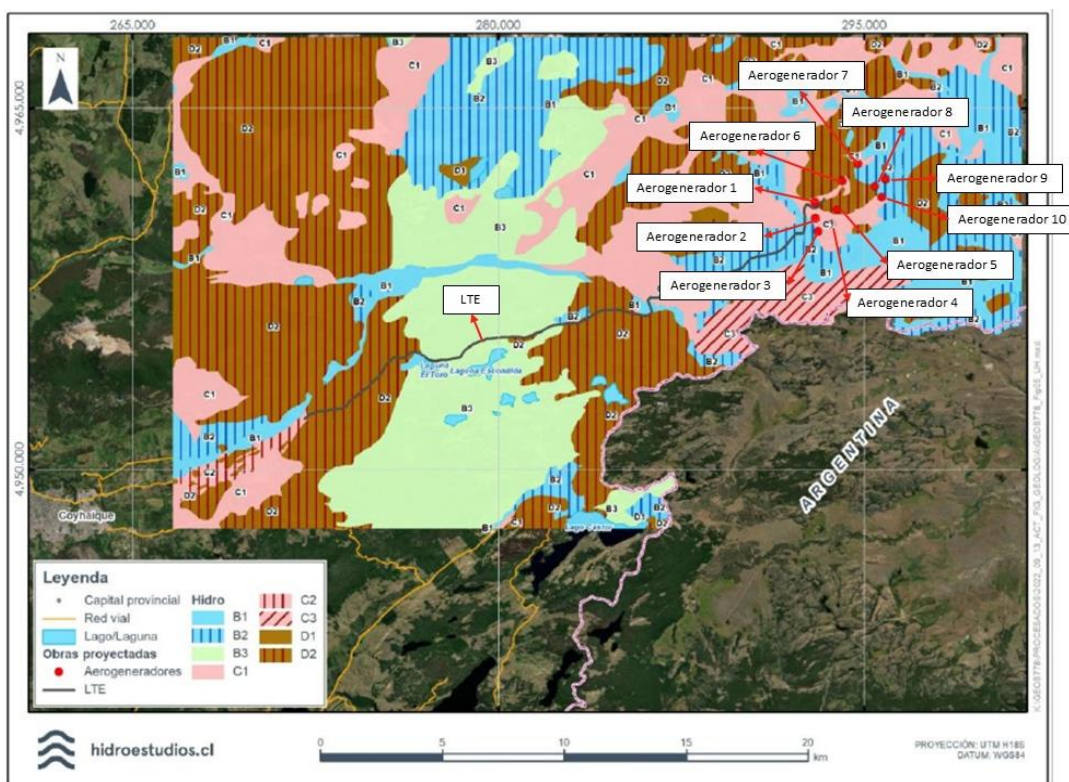 265.000
280.000
295.000
4.965.000
4.950.000
N
Aerogenerador 7
Aerogenerador 8
Aerogenerador 6
Aerogenerador 1
Aerogenerador 9
Aerogenerador 2
Aerogenerador 10
Aerogenerador 5
Aerogenerador 3
Aerogenerador 4
LTE
D2
B1
C1
B3
B2
D1
C3
C2
Laguna El Toro
Laguna Escondida
Lago Castor
Coyhaique
ARGENTINA
Leyenda
Capital provincial
Red vial
Lago/Laguna
Obras proyectadas
Aerogeneradores
LTE
Hidro
B1
B2
B3
C1
C2
C3
D1
D2
hidroestudios.cl
0
5
10
15
20
km
PROYECCIÓN: UTM H18S
DATUM: WGS84